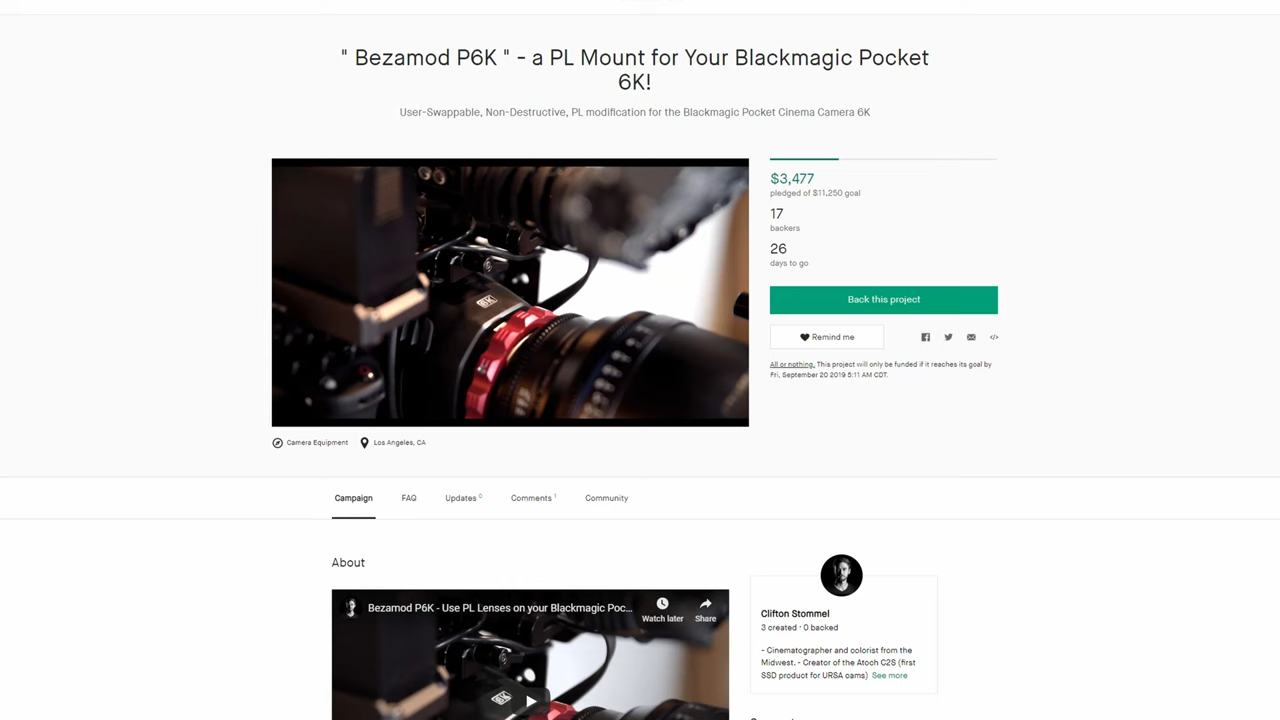 " Bezamod P6K " - a PL Mount for Your Blackmagic Pocket
6K!
User-Swappable, Non-Destructive, PL modification for the Blackmagic Pocket Cinema Camera 6K
6K
$3,477
pledged of $11,250 goal
17
backers
26
days to go
Back this project
Remind me
All or nothing. This project will only be funded if it reaches its goal by
Fri, September 20 2019 5:11 AM CDT.
Camera Equipment
Los Angeles, CA
Campaign
FAQ
Updates 0
Comments 1
Community
About
Bezamod P6K - Use PL Lenses on your Blackmagic Poc...
Watch later
Share
6K
Clifton Stommel
3 created · 0 backed
- Cinematographer and colorist from the
Midwest. - Creator of the Atoch C2S (first
SSD product for URSA cams) See more